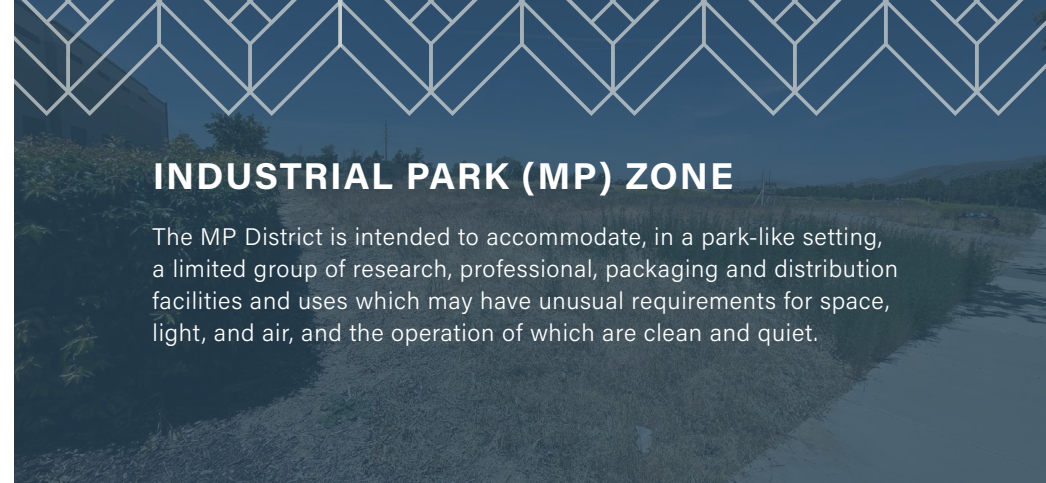 INDUSTRIAL PARK (MP) ZONE
The MP District is intended to accommodate, in a park-like setting,
a limited group of research, professional, packaging and distribution
facilities and uses which may have unusual requirements for space,
light, and air, and the operation of which are clean and quiet.